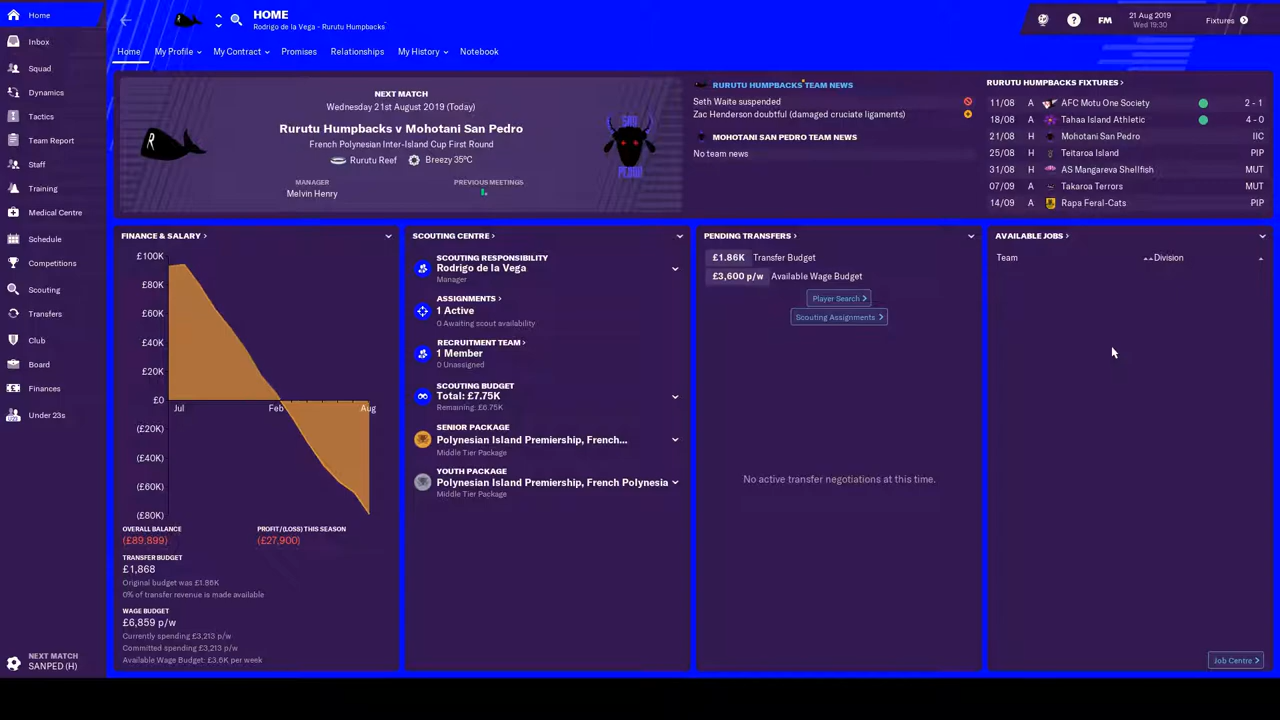 Home
Inbox
Squad
Dynamics
Tactics
Team Report
Staff
Training
Medical Centre
Schedule
Competitions
Scouting
Transfers
Club
Board
Finances
Under 23s
NEXT MATCH
SANPED (H)
HOME
Rodrigo de la Vega - Rurutu Humpbacks
FM
21 Aug 2019
Wed 19:30
Fixtures
Home My Profile My Contract Promises Relationships My History Notebook
NEXT MATCH
Wednesday 21st August 2019 (Today)
Rurutu Humpbacks v Mohotani San Pedro
French Polynesian Inter-Island Cup First Round
Rurutu Reef Breezy 35°C
MANAGER
Melvin Henry
PREVIOUS MEETINGS
R
SAN
PEDRO
RURUTU HUMPBACKS TEAM NEWS
Seth Waite suspended
Zac Henderson doubtful (damaged cruciate ligaments)
MOHOTANI SAN PEDRO TEAM NEWS
No team news
RURUTU HUMPBACKS FIXTURES
11/08 A AFC Motu One Society 2 - 1
18/08 A Tahaa Island Athletic 4 - 0
21/08 H Mohotani San Pedro IIC
25/08 H Teitaroa Island PIP
31/08 H AS Mangareva Shellfish MUT
07/09 A Takaroa Terrors MUT
14/09 A Rapa Feral-Cats PIP
FINANCE & SALARY
£100K
£80K
£60K
£40K
£20K
£0
Jul Feb Aug
(£20K)
(£40K)
(£60K)
(£80K)
OVERALL BALANCE
(£89,899)
PROFIT/(LOSS) THIS SEASON
(£27,900)
TRANSFER BUDGET
£1,868
Original budget was £1.86K
0% of transfer revenue is made available
WAGE BUDGET
£6,859 p/w
Currently spending £3,213 p/w
Committed spending £3,213 p/w
Available Wage Budget: £3.6K per week
SCOUTING CENTRE
SCOUTING RESPONSIBILITY
Rodrigo de la Vega
Manager
ASSIGNMENTS
1 Active
0 Awaiting scout availability
RECRUITMENT TEAM
1 Member
0 Unassigned
SCOUTING BUDGET
Total: £7.75K
Remaining: £6.75K
SENIOR PACKAGE
Polynesian Island Premiership, French...
Middle Tier Package
YOUTH PACKAGE
Polynesian Island Premiership, French Polynesia
Middle Tier Package
PENDING TRANSFERS
£1.86K Transfer Budget
£3,600 p/w Available Wage Budget
Player Search
Scouting Assignments
No active transfer negotiations at this time.
AVAILABLE JOBS
Team Division
Job Centre